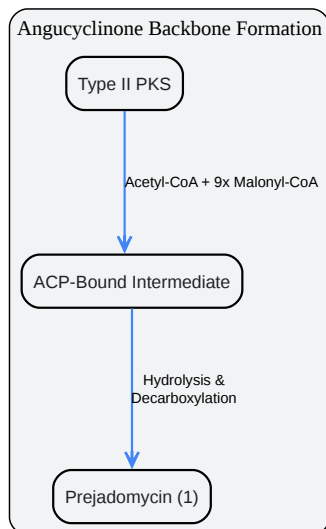 Angucyclinone Backbone Formation
Type II PKS
Acetyl-CoA + 9x Malonyl-CoA
ACP-Bound Intermediate
Hydrolysis &
Decarboxylation
Prejadomycin (1)